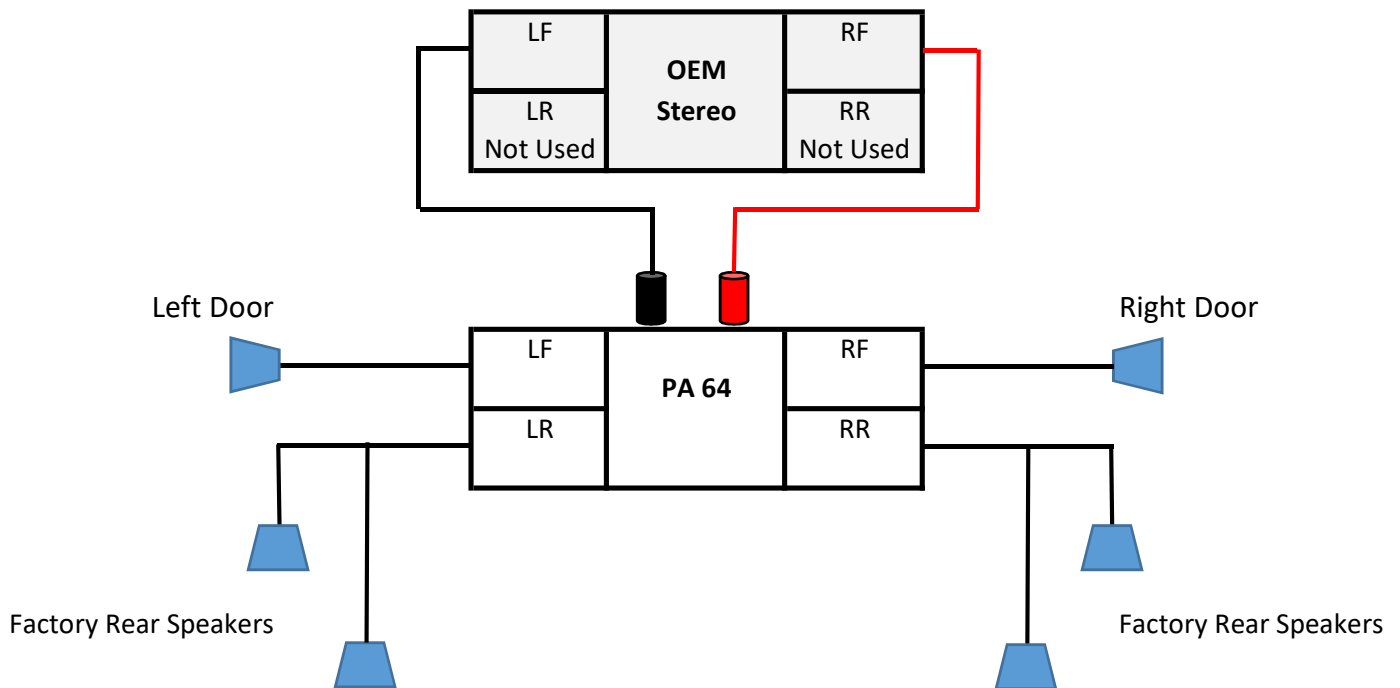 LF
OEM
Stereo
RF
LR
Not Used
RR
Not Used
Left Door
Right Door
LF
PA 64
RF
LR
RR
Factory Rear Speakers
Factory Rear Speakers